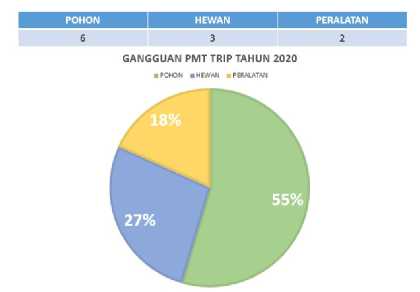 POHON HEWAN PERALATAN
6 3 2
GANGGUAN PMT TRIP TAHUN 2020
POHON HEWAN PERALATAN
18%
55%
27%